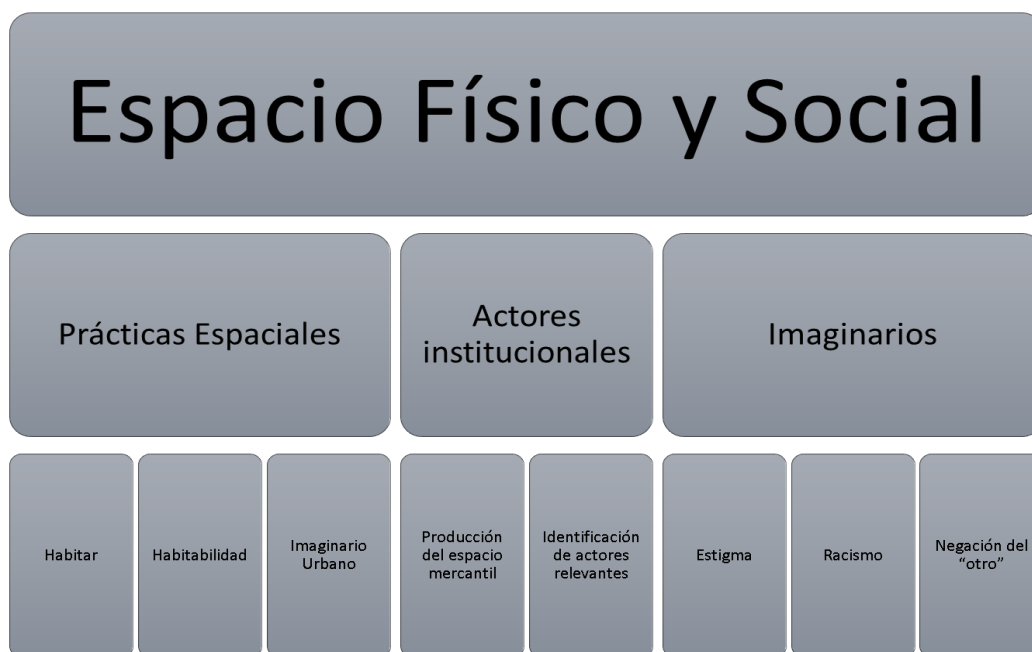 Espacio Físico y Social
Prácticas Espaciales
Actores
institucionales
Imaginarios
Habitar
Habitabilidad
Imaginario
Urbano
Producción
del espacio
mercantil
Identificación
de actores
relevantes
Estigma
Racismo
Negación del
“otro”